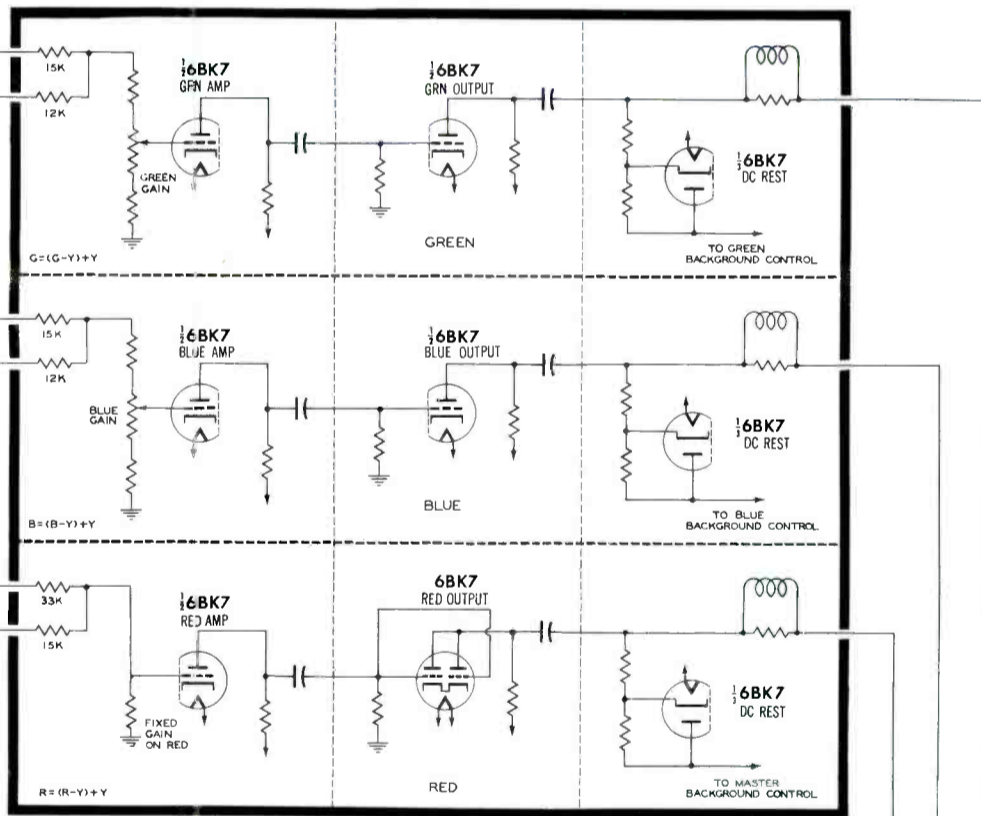 15K
12K
½6BK7
GRN AMP
GREEN
GAIN
G=(G-Y)+Y
½6BK7
GRN OUTPUT
GREEN
½6BK7
DC REST
TO GREEN
BACKGROUND CONTROL
15K
12K
½6BK7
BLUE AMP
BLUE
GAIN
B=(B-Y)+Y
½6BK7
BLUE OUTPUT
BLUE
½6BK7
DC REST
TO BLUE
BACKGROUND CONTROL
33K
15K
½6BK7
RED AMP
FIXED
GAIN
ON RED
R=(R-Y)+Y
6BK7
RED OUTPUT
RED
½6BK7
DC REST
TO MASTER
BACKGROUND CONTROL